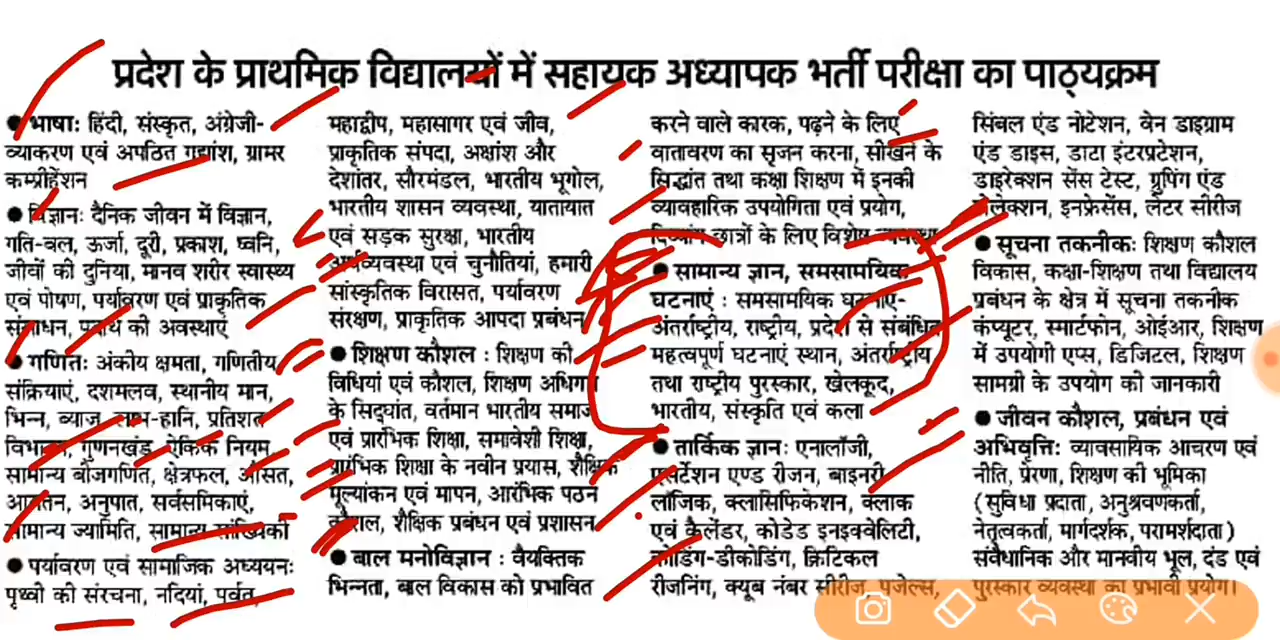 प्रदेश के प्राथमिक विद्यालयों में सहायक अध्यापक भर्ती परीक्षा का पाठ्यक्रम
● भाषाः हिंदी, संस्कृत, अंग्रेजी-
व्याकरण एवं अपठित गद्यांश, ग्रामर
कम्प्रीहेंशन
● विज्ञानः दैनिक जीवन में विज्ञान,
गति-बल, ऊर्जा, दूरी, प्रकाश, ध्वनि,
जीवों की दुनिया, मानव शरीर स्वास्थ्य
एवं पोषण, पर्यावरण एवं प्राकृतिक
संसाधन, पदार्थ की अवस्थाएं
● गणितः अंकीय क्षमता, गणितीय
संक्रियाएं, दशमलव, स्थानीय मान,
भिन्न, व्याज, लाभ-हानि, प्रतिशत
विभाज्य, गुणनखंड, ऐकिक नियम,
सामान्य बीजगणित, क्षेत्रफल, औसत,
आयतन, अनुपात, सर्वसमिकाएं,
सामान्य ज्यामिति, सामान्य सांख्यिकी
● पर्यावरण एवं सामाजिक अध्ययनः
पृथ्वी की संरचना, नदियां, पर्वत,
महाद्वीप, महासागर एवं जीव,
प्राकृतिक संपदा, अक्षांश और
देशांतर, सौरमंडल, भारतीय भूगोल,
भारतीय शासन व्यवस्था, यातायात
एवं सड़क सुरक्षा, भारतीय
अर्थव्यवस्था एवं चुनौतियां, हमारी
सांस्कृतिक विरासत, पर्यावरण
संरक्षण, प्राकृतिक आपदा प्रबंधन
● शिक्षण कौशल : शिक्षण की
विधियां एवं कौशल, शिक्षण अधिगम
के सिद्घांत, वर्तमान भारतीय समाज
एवं प्रारंभिक शिक्षा, समावेशी शिक्षा,
प्रारंभिक शिक्षा के नवीन प्रयास, शैक्षिक
मूल्यांकन एवं मापन, आरंभिक पठन
कौशल, शैक्षिक प्रबंधन एवं प्रशासन
● बाल मनोविज्ञान : वैयक्तिक
भिन्नता, बाल विकास को प्रभावित
करने वाले कारक, पढ़ने के लिए
वातावरण का सृजन करना, सीखने के
सिद्धांत तथा कक्षा शिक्षण में इनकी
व्यावहारिक उपयोगिता एवं प्रयोग,
दिव्यांग छात्रों के लिए विशेष व्यवस्था
● सामान्य ज्ञान, समसामयिक
घटनाएं : समसामयिक घटनाएं-
अंतर्राष्ट्रीय, राष्ट्रीय, प्रदेश से संबंधित
महत्वपूर्ण घटनाएं स्थान, अंतर्राष्ट्रीय
तथा राष्ट्रीय पुरस्कार, खेलकूद,
भारतीय, संस्कृति एवं कला
● तार्किक ज्ञानः एनालॉजी,
एसर्टेशन एण्ड रीजन, बाइनरी
लॉजिक, क्लासिफिकेशन, क्लाक
एवं कैलेंडर, कोडेड इनइक्वेलिटी,
कोडिंग-डीकोडिंग, क्रिटिकल
रीजनिंग, क्यूब नंबर सीरीज, पजेल्स,
सिंबल एंड नोटेशन, वेन डाइग्राम
एंड डाइस, डाटा इंटरप्रटेशन,
डाइरेक्शन सेंस टेस्ट, ग्रुपिंग एंड
सेलेक्शन, इनफ्रेसेंस, लेटर सीरीज
● सूचना तकनीकः शिक्षण कौशल
विकास, कक्षा-शिक्षण तथा विद्यालय
प्रबंधन के क्षेत्र में सूचना तकनीक
कंप्यूटर, स्मार्टफोन, ओईआर, शिक्षण
में उपयोगी एप्स, डिजिटल, शिक्षण
सामग्री के उपयोग की जानकारी
● जीवन कौशल, प्रबंधन एवं
अभिवृत्तिः व्यावसायिक आचरण एवं
नीति, प्रेरणा, शिक्षण की भूमिका
(सुविधा प्रदाता, अनुश्रवणकर्ता,
नेतृत्वकर्ता, मार्गदर्शक, परामर्शदाता)
संवैधानिक और मानवीय भूल, दंड एवं
पुरस्कार व्यवस्था का प्रभावी प्रयोग।